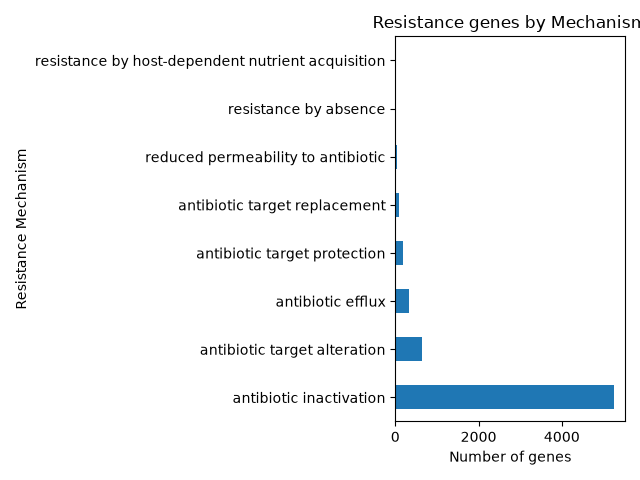 Resistance genes by Mechanism
resistance by host-dependent nutrient acquisition
resistance by absence
reduced permeability to antibiotic
antibiotic target replacement
antibiotic target protection
antibiotic efflux
antibiotic target alteration
antibiotic inactivation
Resistance Mechanism
0 2000 4000
Number of genes